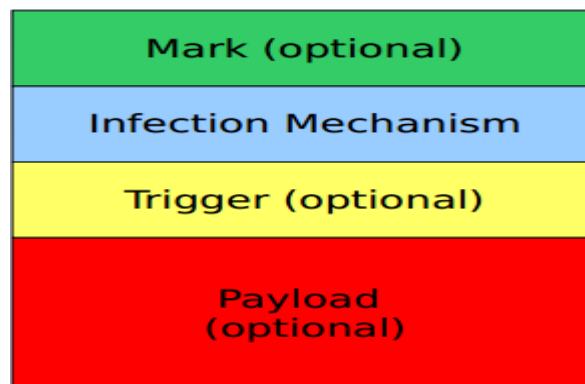 Mark (optional)
Infection Mechanism
Trigger (optional)
Payload
(optional)